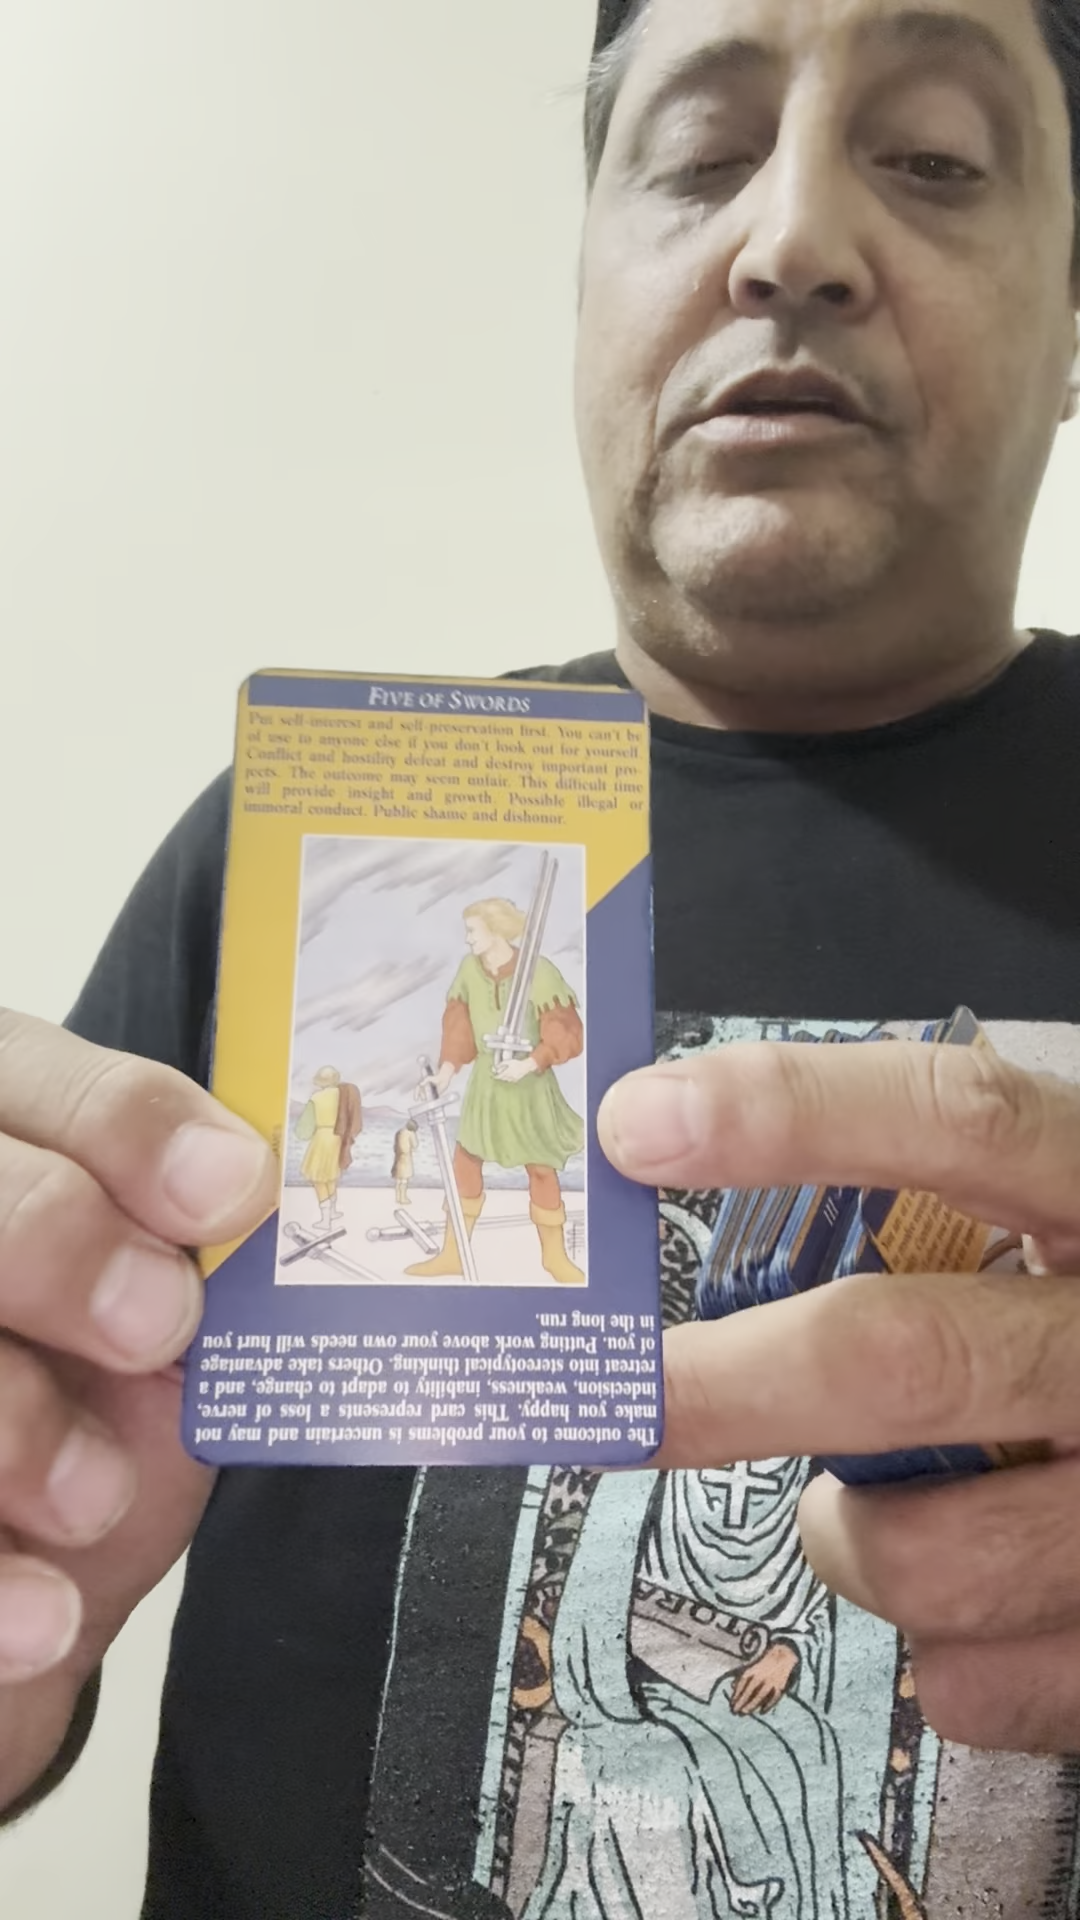 FIVE OF SWORDS
Put self-interest and self-preservation first. You can't be
of use to anyone else if you don't look out for yourself.
Conflict and hostility defeat and destroy important pro-
jects. The outcome may seem unfair. This difficult time
will provide insight and growth. Possible illegal or
immoral conduct. Public shame and dishonor.
The outcome to your problems is uncertain and may not
make you happy. This card represents a loss of nerve,
indecision, weakness, inability to adapt to change, and a
retreat into stereotypical thinking. Others take advantage
of you. Putting work above your own needs will hurt you
in the long run.
TORA